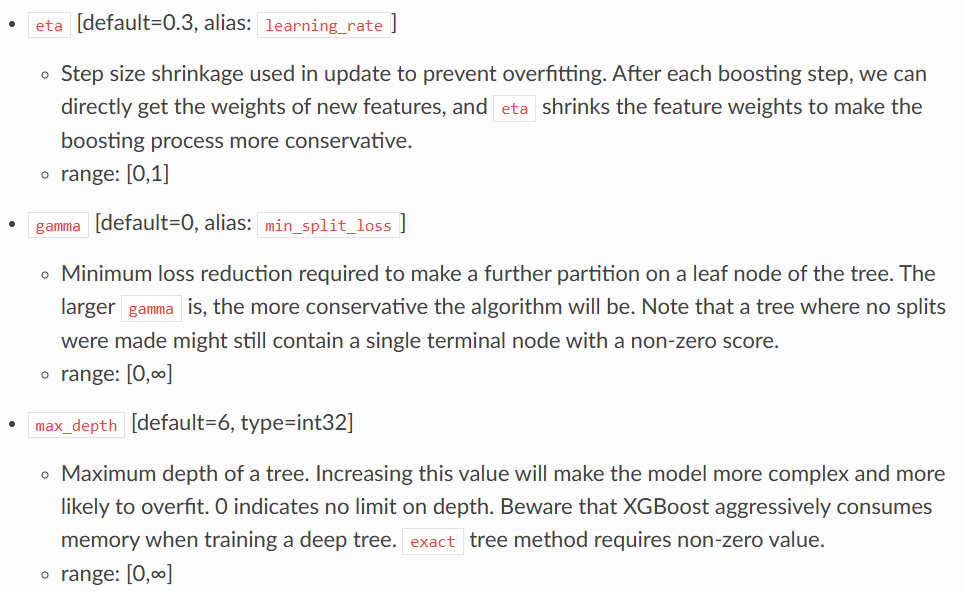 • eta [default=0.3, alias: learning_rate]
◦ Step size shrinkage used in update to prevent overfitting. After each boosting step, we can
directly get the weights of new features, and eta shrinks the feature weights to make the
boosting process more conservative.
◦ range: [0,1]
• gamma [default=0, alias: min_split_loss]
◦ Minimum loss reduction required to make a further partition on a leaf node of the tree. The
larger gamma is, the more conservative the algorithm will be. Note that a tree where no splits
were made might still contain a single terminal node with a non-zero score.
◦ range: [0,∞]
• max_depth [default=6, type=int32]
◦ Maximum depth of a tree. Increasing this value will make the model more complex and more
likely to overfit. 0 indicates no limit on depth. Beware that XGBoost aggressively consumes
memory when training a deep tree. exact tree method requires non-zero value.
◦ range: [0,∞]